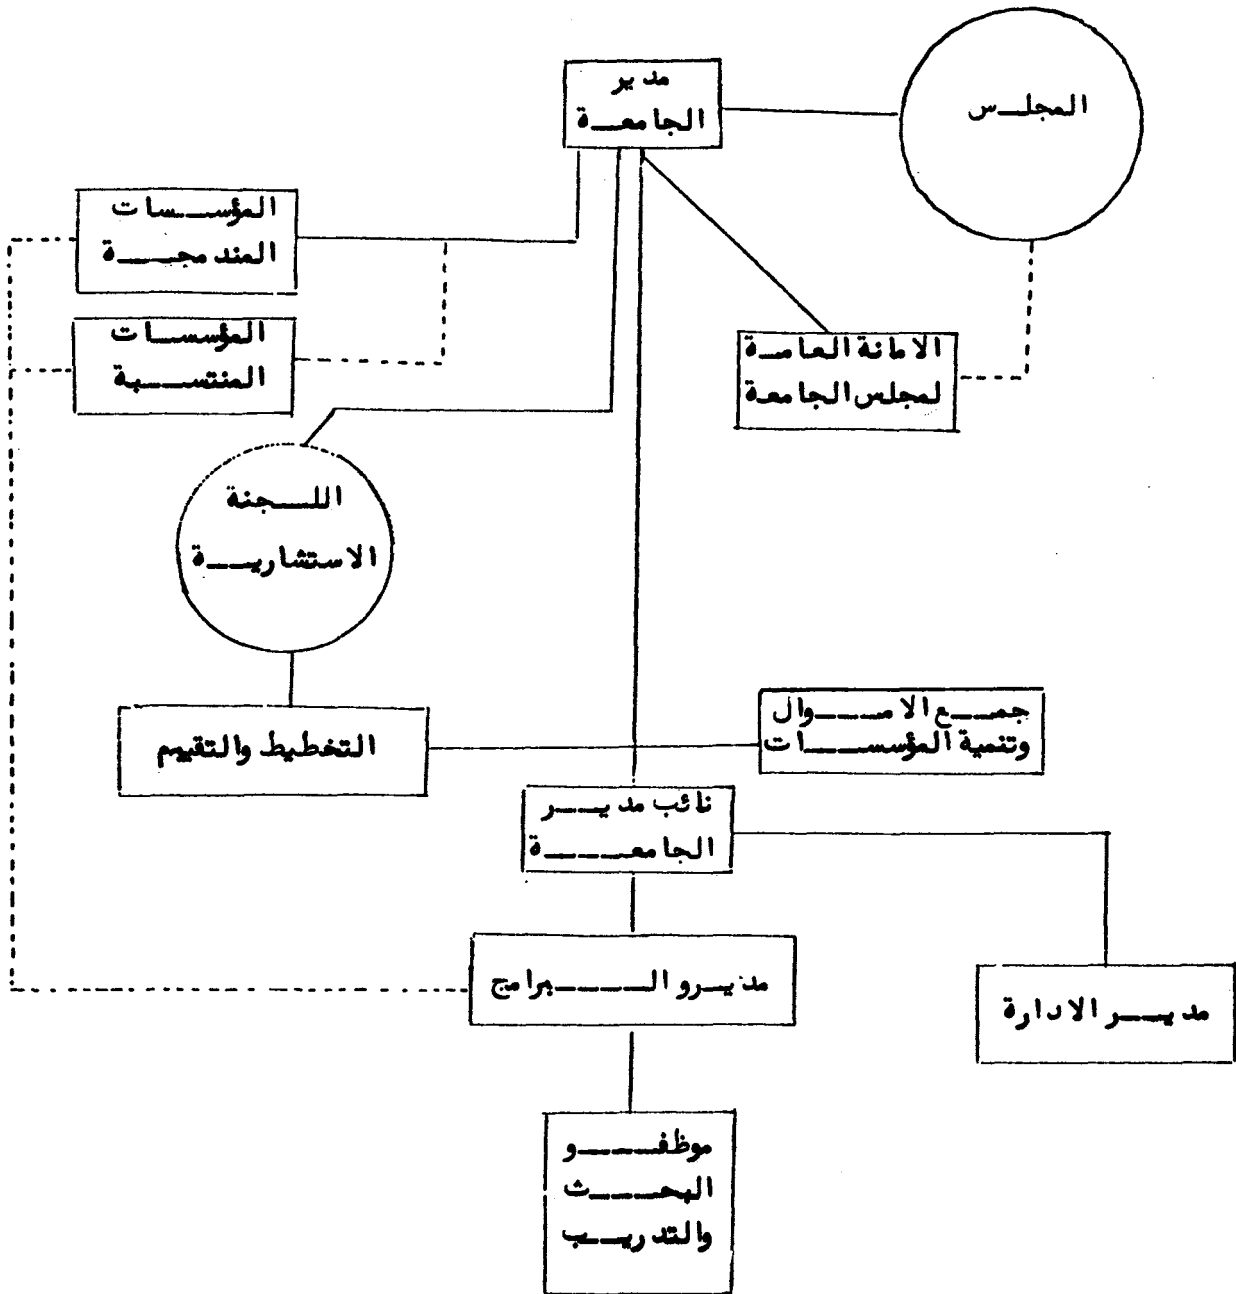 المجلس
مدير
الجامعة
المؤسسات
المندمجة
المؤسسات
المنتسبة
الامانة العامة
لمجلس الجامعة
اللجنة
الاستشارية
جمع الاموال
وتنمية المؤسسات
التخطيط والتقييم
نائب مدير
الجامعة
مديرو البرامج
مدير الادارة
موظفو
البحث
والتدريب